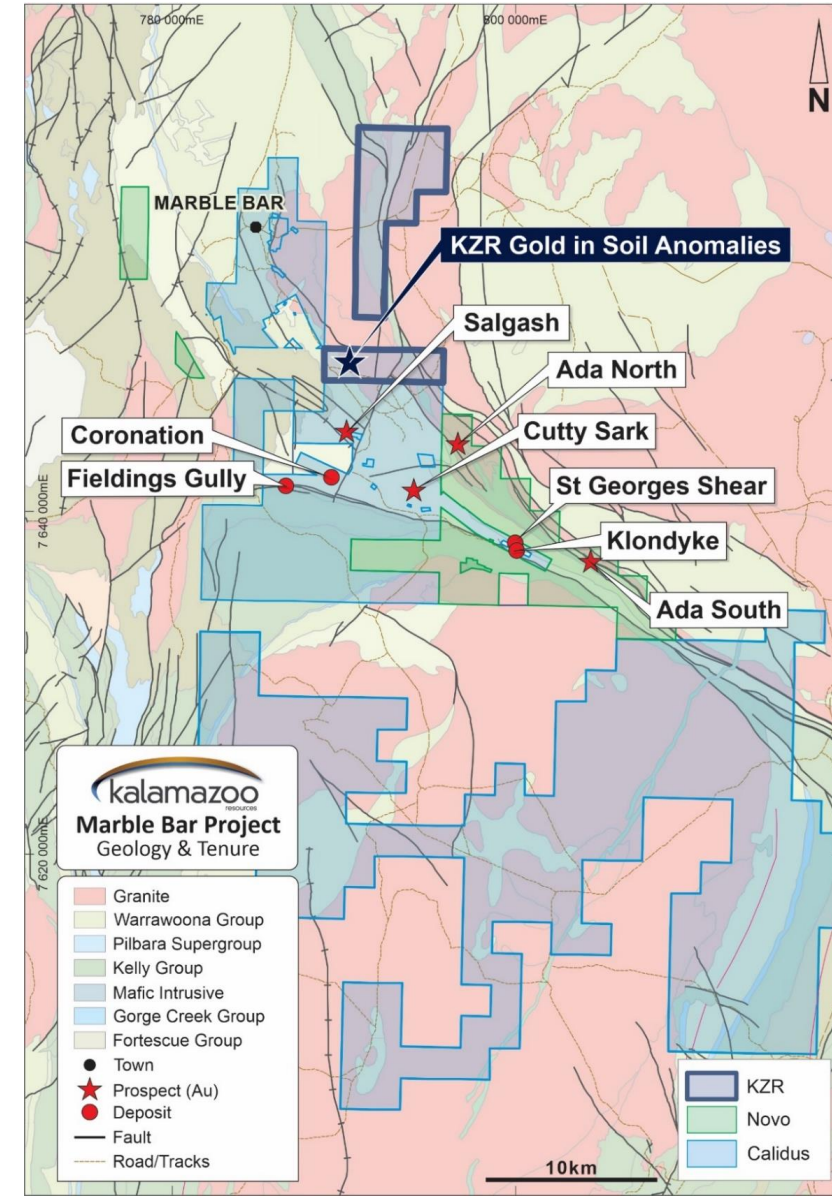 780 000mE
800 000mE
N
MARBLE BAR
KZR Gold in Soil Anomalies
Salgash
Ada North
Coronation
Cutty Sark
Fieldings Gully
St Georges Shear
7 640 000mE
Klondyke
Ada South
kalamazoo
resources
Marble Bar Project
Geology & Tenure
7 620 000mE
Granite
Warrawoona Group
Pilbara Supergroup
Kelly Group
Mafic Intrusive
Gorge Creek Group
Fortescue Group
Town
Prospect (Au)
Deposit
Fault
Road/Tracks
KZR
Novo
Calidus
10km